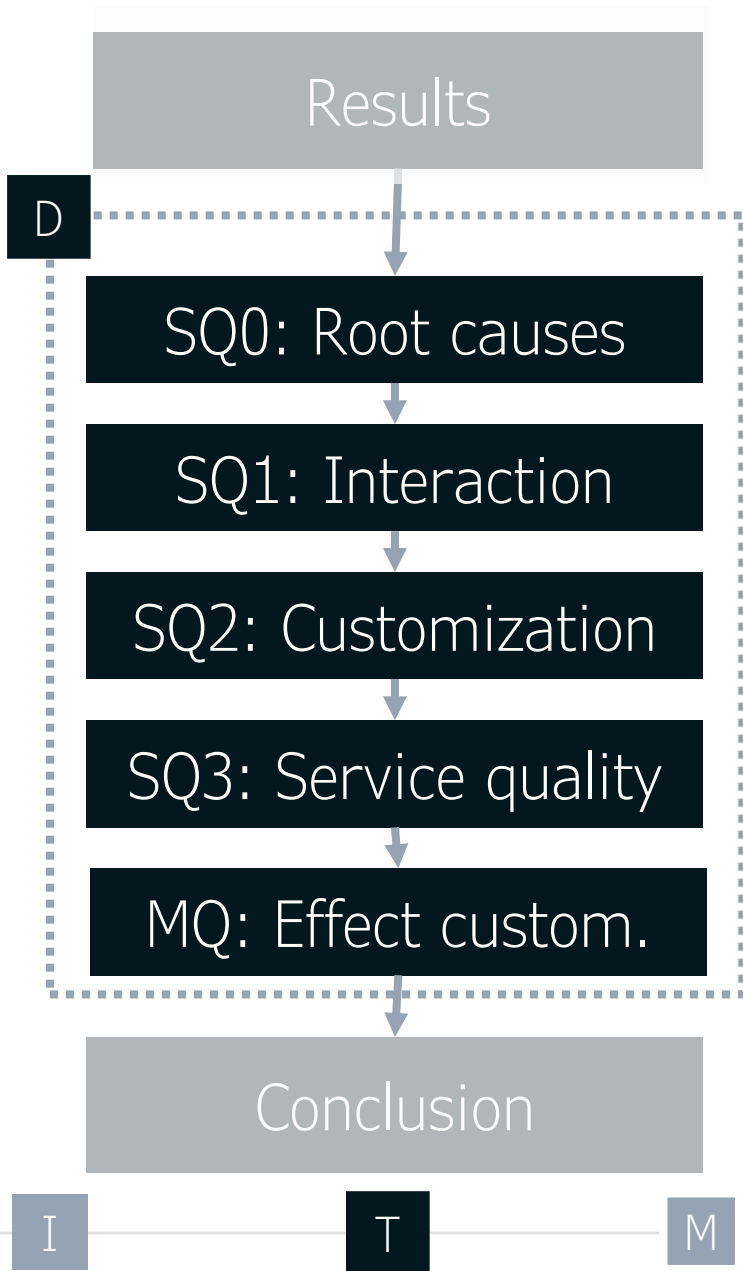 Results
D
SQ0: Root causes
SQ1: Interaction
SQ2: Customization
SQ3: Service quality
MQ: Effect custom.
Conclusion
I
T
M